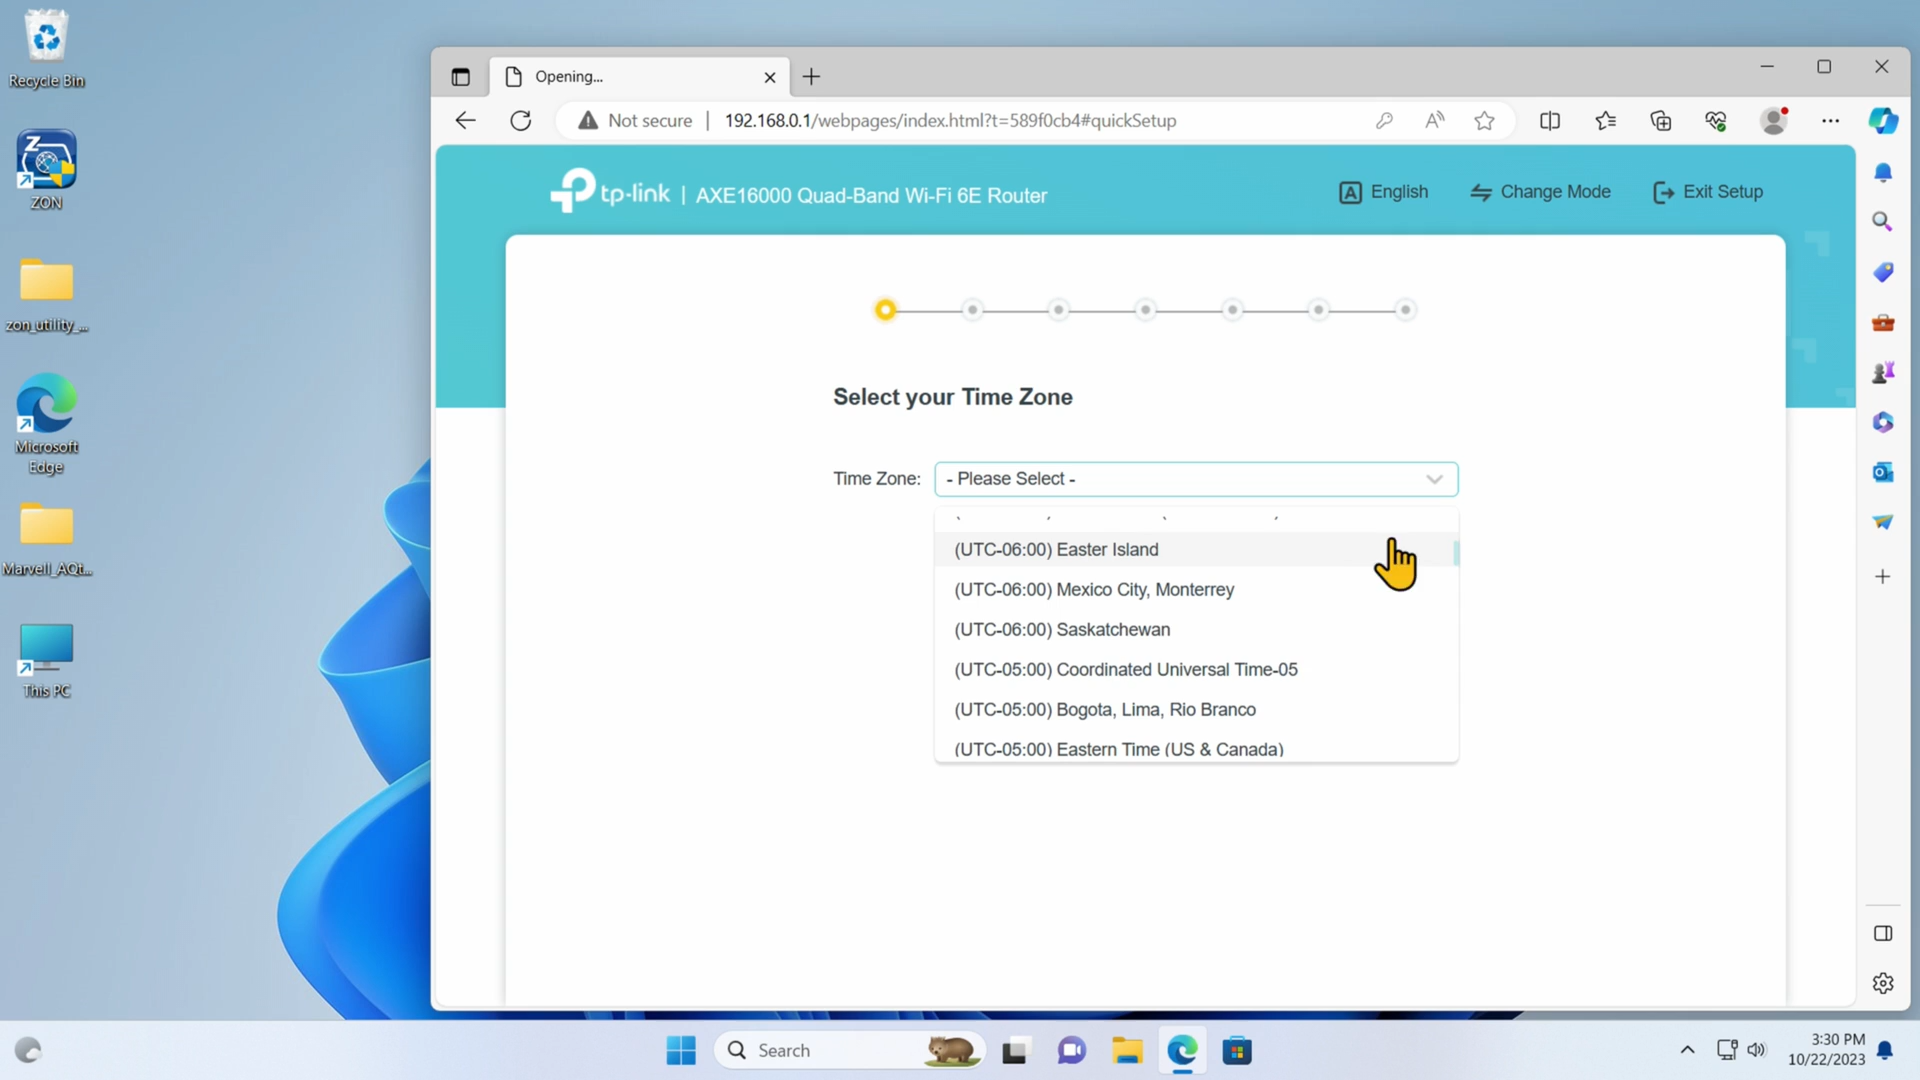 Recycle Bin
ZON
zon_utility_...
Microsoft
Edge
Marvell_AQt...
This PC
Opening...
Not secure
192.168.0.1/webpages/index.html?t=589f0cb4#quickSetup
tp-link | AXE16000 Quad-Band Wi-Fi 6E Router
English
Change Mode
Exit Setup
Select your Time Zone
Time Zone:
- Please Select -
(UTC-06:00) Easter Island
(UTC-06:00) Mexico City, Monterrey
(UTC-06:00) Saskatchewan
(UTC-05:00) Coordinated Universal Time-05
(UTC-05:00) Bogota, Lima, Rio Branco
(UTC-05:00) Eastern Time (US & Canada)
Search
3:30 PM
10/22/2023